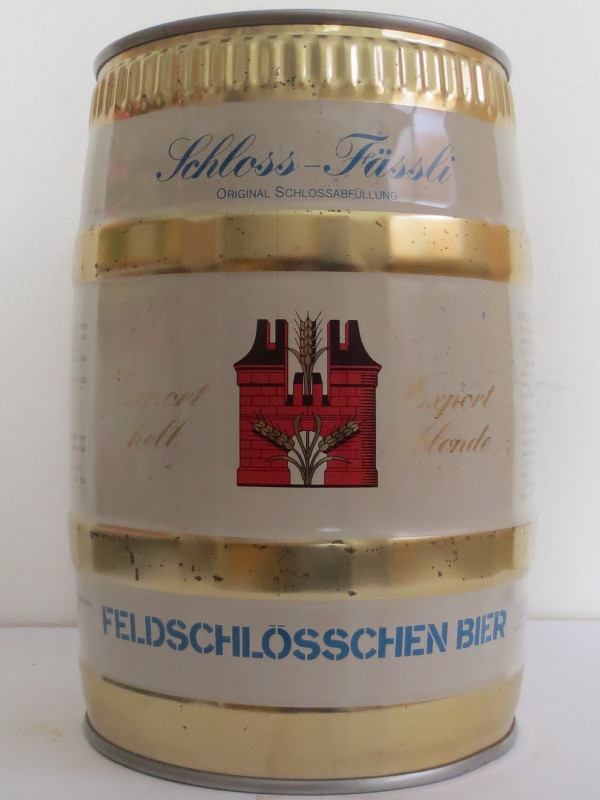 Schloss-Fässli
ORIGINAL SCHLOSSABFÜLLUNG
Export
hell
Export
blonde
FELDSCHLÖSSCHEN BIER